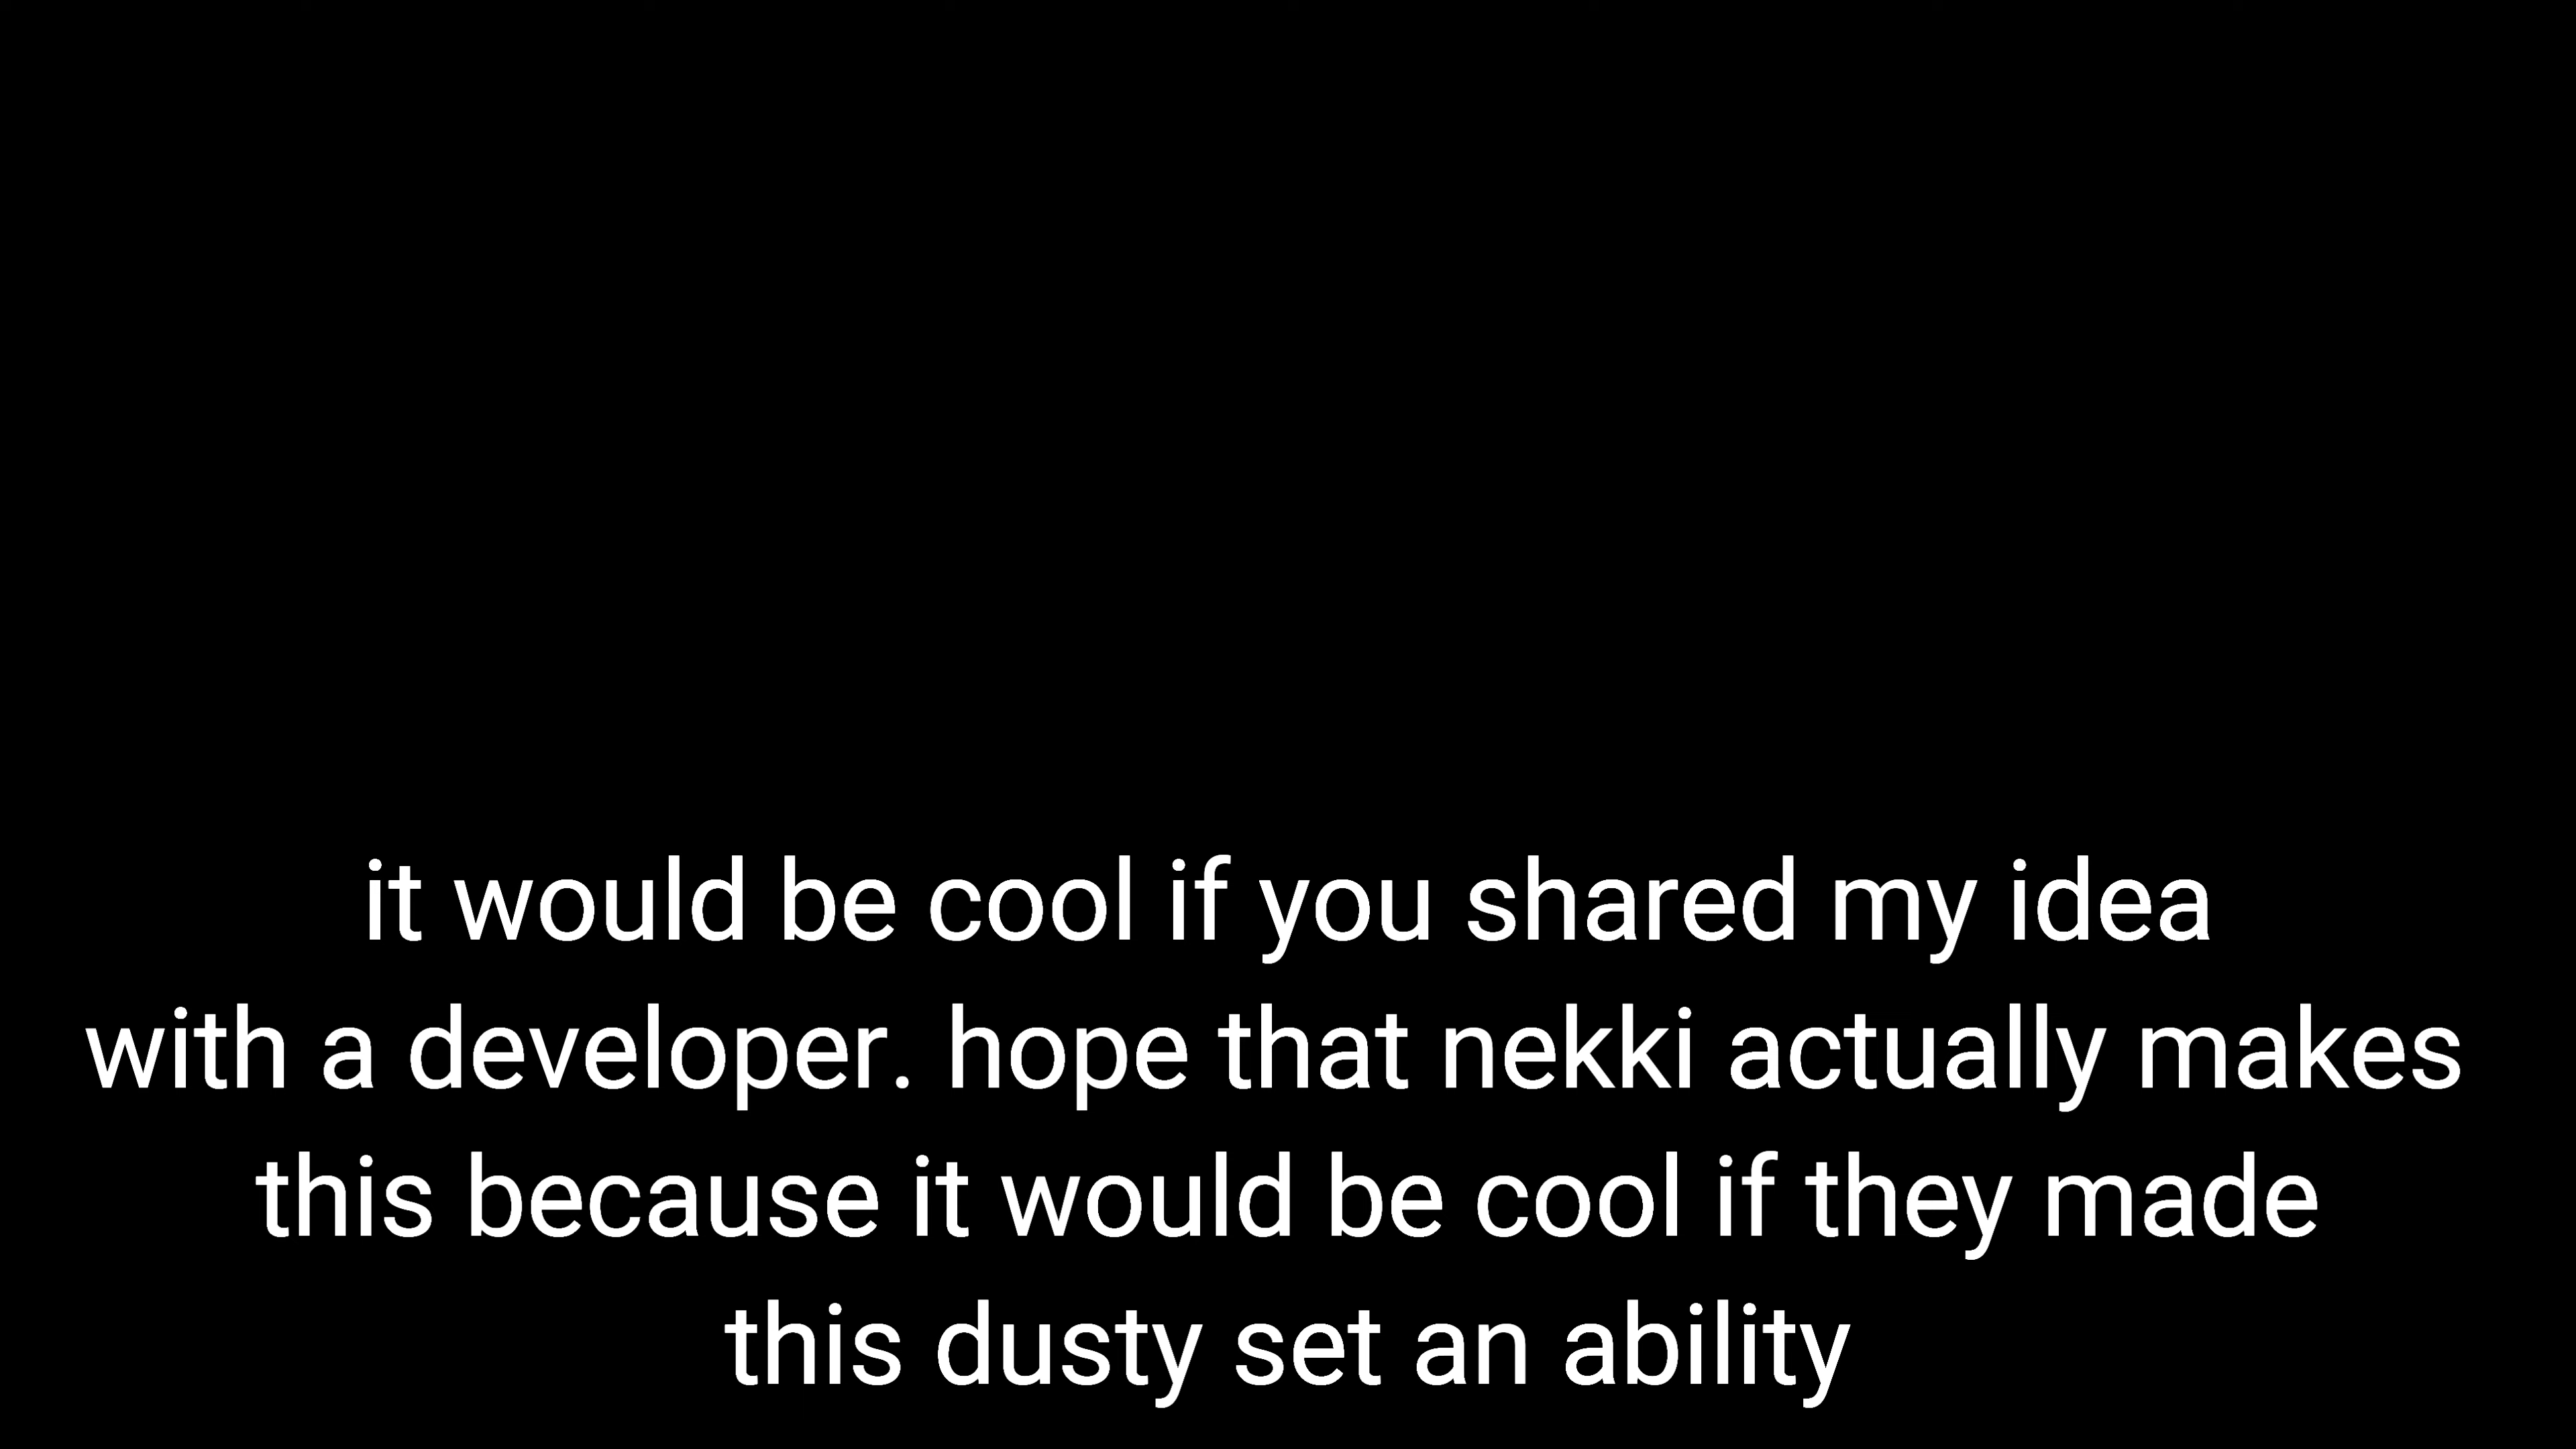 it would be cool if you shared my idea
with a developer. hope that nekki actually makes
this because it would be cool if they made
this dusty set an ability